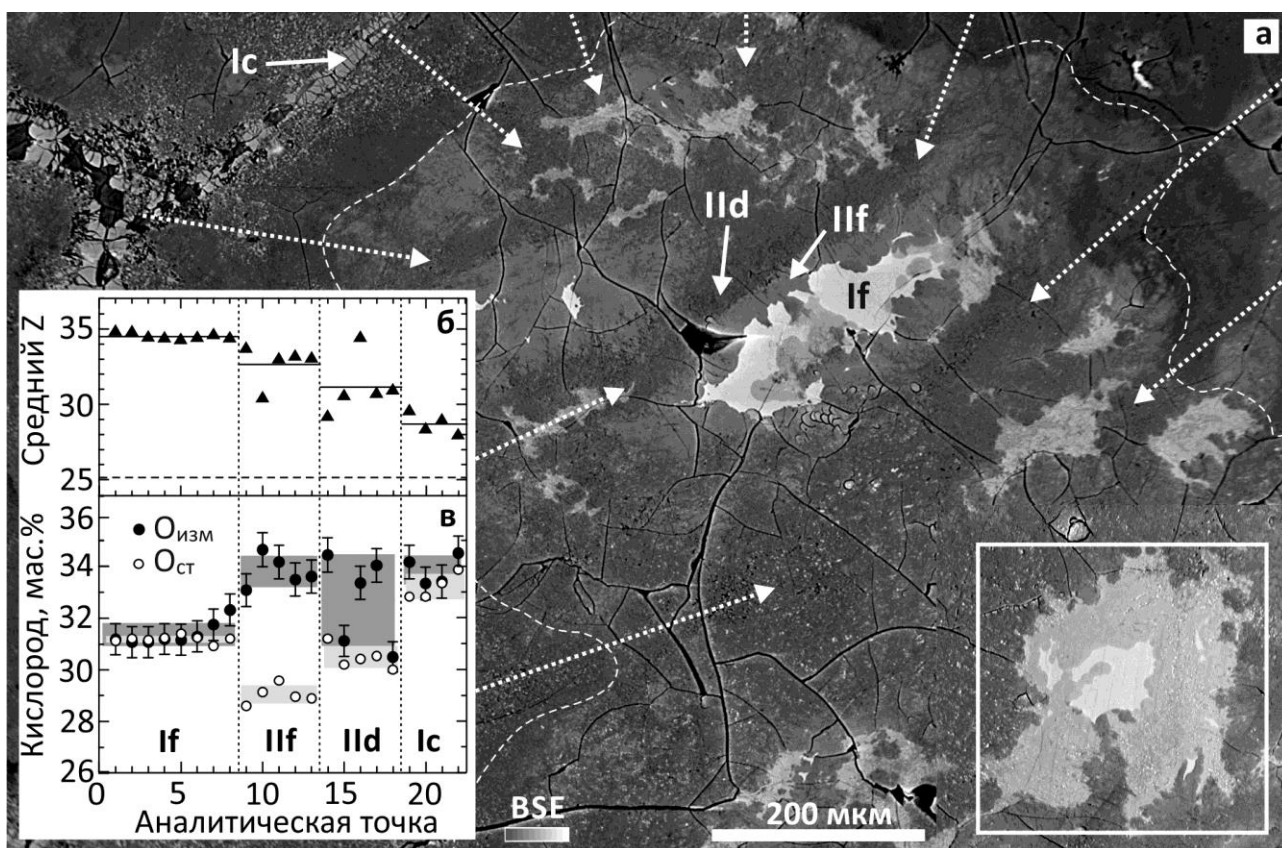 а
Ic
IId
IIf
If
б
Средний Z
35
30
25
в
Кислород, мас.%
36
34
32
30
28
26
Oизм
Oст
If IIf IId Ic
0 5 10 15 20
Аналитическая точка
BSE
200 мкм